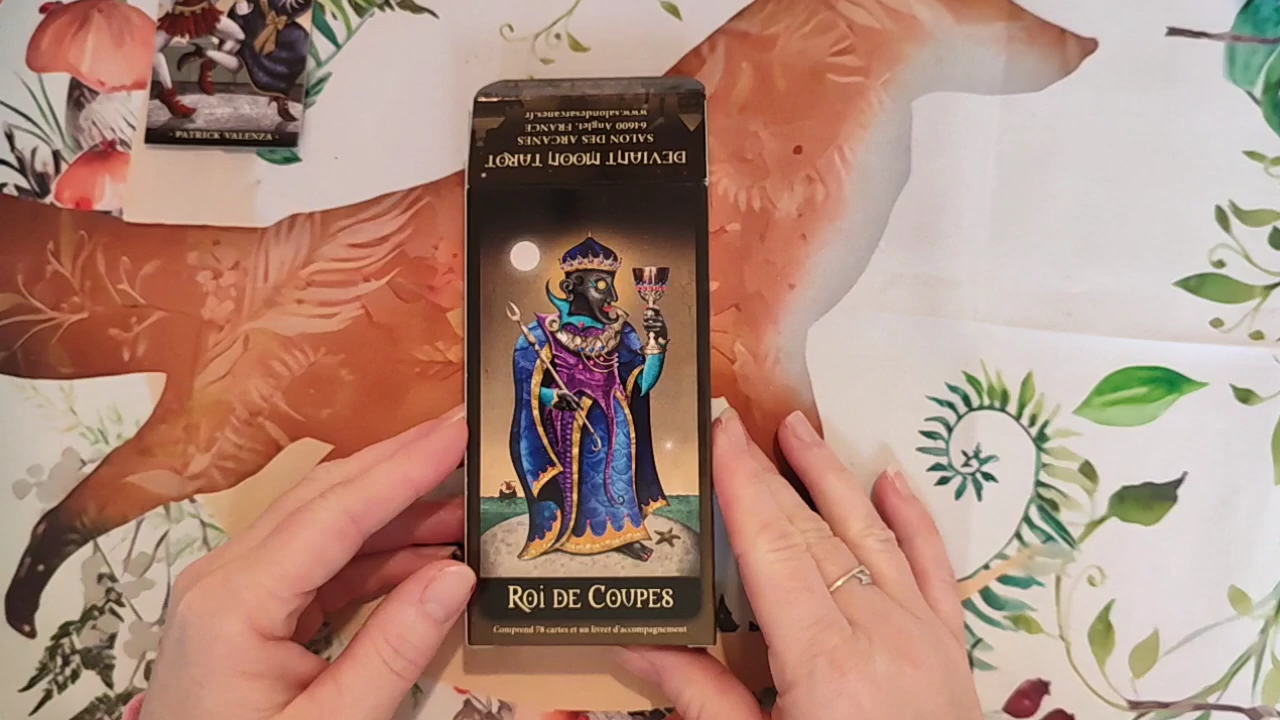 - PATRICK VALENZA -
www.salondesarcanes.fr
64600 Anglet, FRANCE
SALON DES ARCANES
DEVIANT MOON TAROT
ROI DE COUPES
Comprend 78 cartes et un livret d'accompagnement